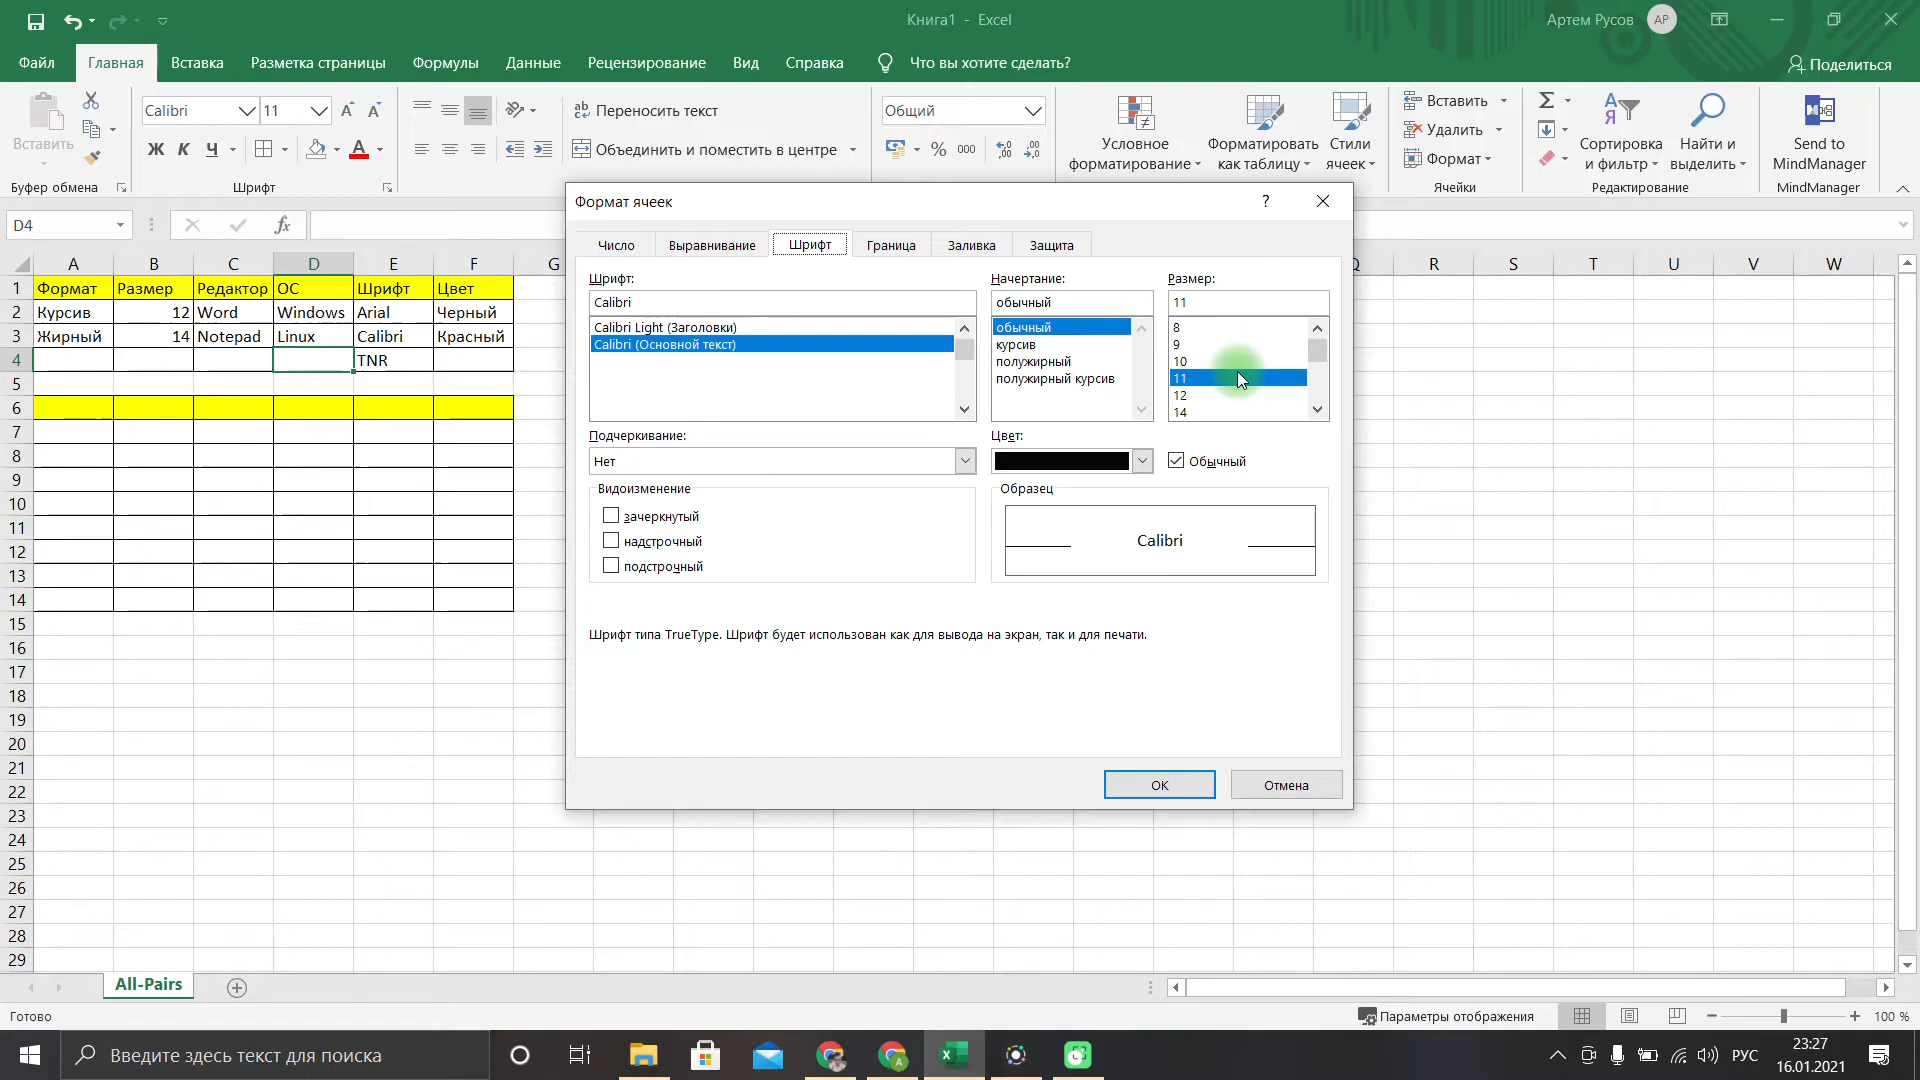 Книга1 - Excel
Артем Русов
АР
Файл
Главная
Вставка
Разметка страницы
Формулы
Данные
Рецензирование
Вид
Справка
Что вы хотите сделать?
Поделиться
Вставить
Буфер обмена
Calibri
11
Ж К Ч
Шрифт
Переносить текст
Объединить и поместить в центре
Общий
% 000
Условное форматирование
Форматировать как таблицу
Стили ячеек
Вставить
Удалить
Формат
Ячейки
Сортировка и фильтр
Найти и выделить
Редактирование
Send to MindManager
MindManager
D4
fx
A B C D E F G Q R S T U V W
1 Формат Размер Редактор ОС Шрифт Цвет
2 Курсив 12 Word Windows Arial Черный
3 Жирный 14 Notepad Linux Calibri Красный
4 TNR
5
6
7
8
9
10
11
12
13
14
15
16
17
18
19
20
21
22
23
24
25
26
27
28
29
Формат ячеек
?
Число
Выравнивание
Шрифт
Граница
Заливка
Защита
Шрифт:
Calibri
Calibri Light (Заголовки)
Calibri (Основной текст)
Начертание:
обычный
обычный
курсив
полужирный
полужирный курсив
Размер:
11
8
9
10
11
12
14
Подчеркивание:
Нет
Цвет:
Обычный
Видоизменение
зачеркнутый
надстрочный
подстрочный
Образец
Calibri
Шрифт типа TrueType. Шрифт будет использован как для вывода на экран, так и для печати.
ОК
Отмена
All-Pairs
Готово
Параметры отображения
100 %
Введите здесь текст для поиска
РУС
23:27
16.01.2021